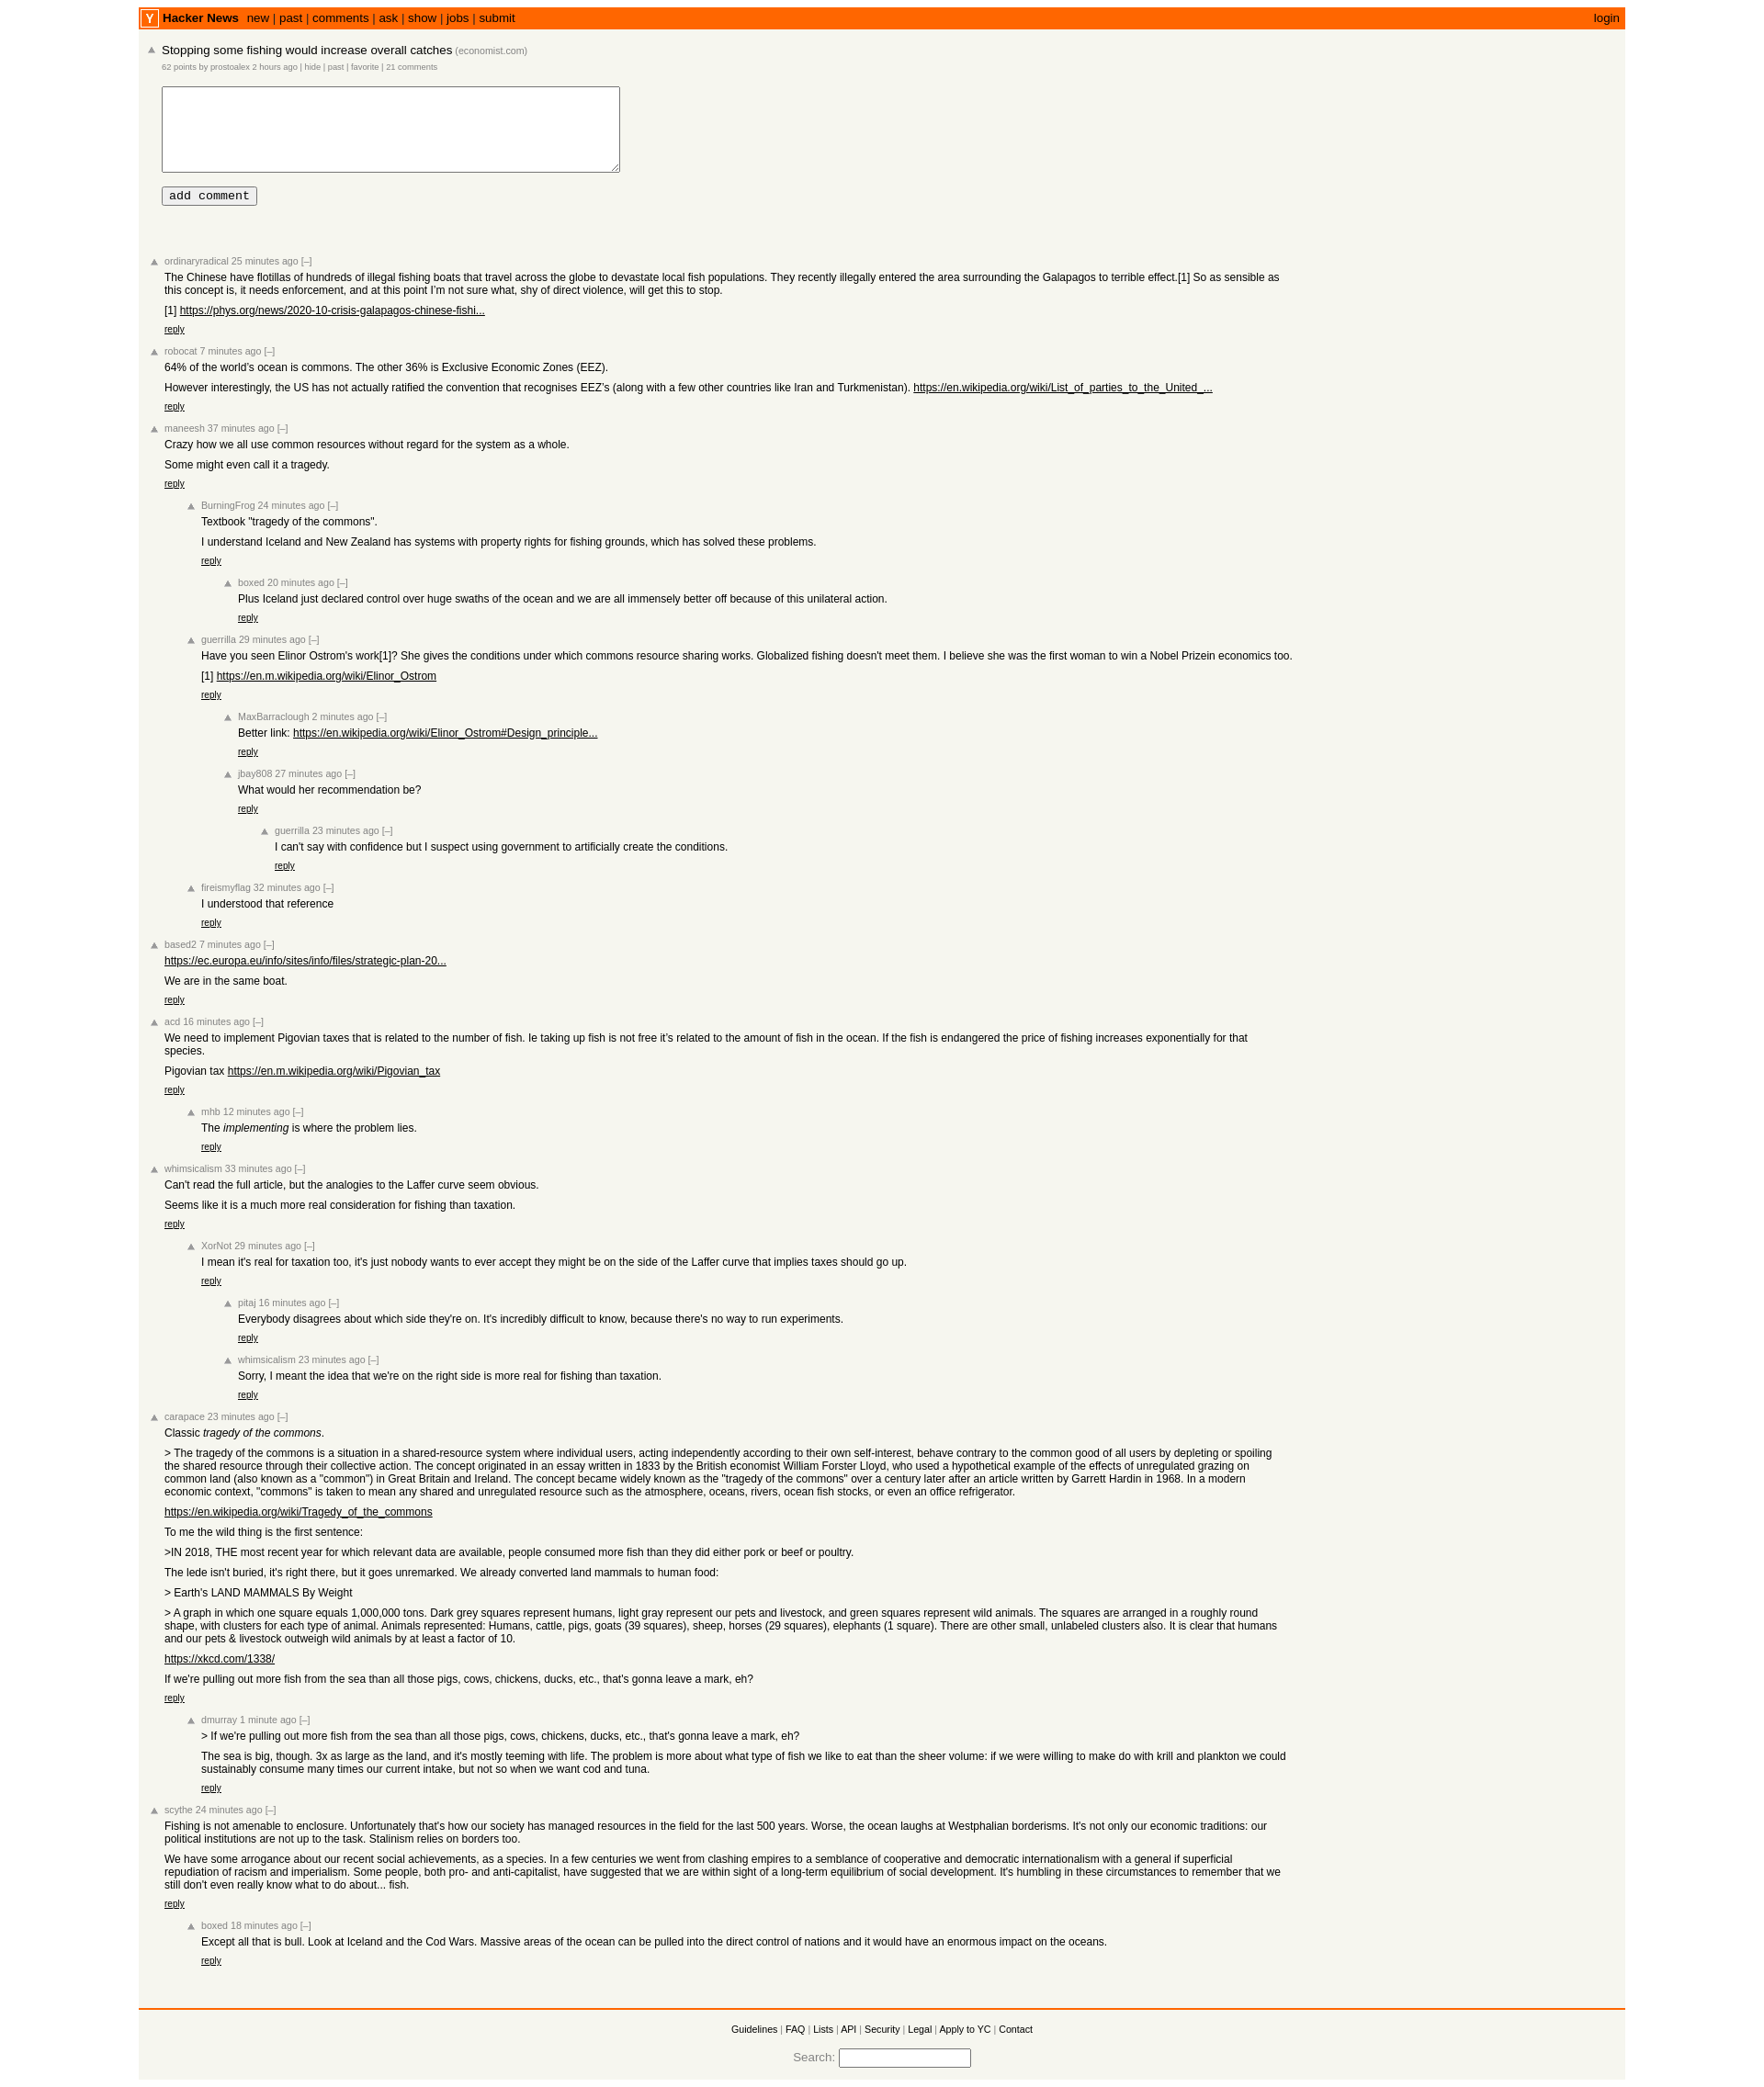 Y Hacker News new | past | comments | ask | show | jobs | submit login
Stopping some fishing would increase overall catches (economist.com)
62 points by prostoalex 2 hours ago | hide | past | favorite | 21 comments
add comment
ordinaryradical 25 minutes ago [–]
The Chinese have flotillas of hundreds of illegal fishing boats that travel across the globe to devastate local fish populations. They recently illegally entered the area surrounding the Galapagos to terrible effect.[1] So as sensible as
this concept is, it needs enforcement, and at this point I'm not sure what, shy of direct violence, will get this to stop.
[1] https://phys.org/news/2020-10-crisis-galapagos-chinese-fishi...
reply
robocat 7 minutes ago [–]
64% of the world's ocean is commons. The other 36% is Exclusive Economic Zones (EEZ).
However interestingly, the US has not actually ratified the convention that recognises EEZ's (along with a few other countries like Iran and Turkmenistan). https://en.wikipedia.org/wiki/List_of_parties_to_the_United_...
reply
maneesh 37 minutes ago [–]
Crazy how we all use common resources without regard for the system as a whole.
Some might even call it a tragedy.
reply
BurningFrog 24 minutes ago [–]
Textbook "tragedy of the commons".
I understand Iceland and New Zealand has systems with property rights for fishing grounds, which has solved these problems.
reply
boxed 20 minutes ago [–]
Plus Iceland just declared control over huge swaths of the ocean and we are all immensely better off because of this unilateral action.
reply
guerrilla 29 minutes ago [–]
Have you seen Elinor Ostrom's work[1]? She gives the conditions under which commons resource sharing works. Globalized fishing doesn't meet them. I believe she was the first woman to win a Nobel Prizein economics too.
[1] https://en.m.wikipedia.org/wiki/Elinor_Ostrom
reply
MaxBarraclough 2 minutes ago [–]
Better link: https://en.wikipedia.org/wiki/Elinor_Ostrom#Design_principle...
reply
jbay808 27 minutes ago [–]
What would her recommendation be?
reply
guerrilla 23 minutes ago [–]
I can't say with confidence but I suspect using government to artificially create the conditions.
reply
fireismyflag 32 minutes ago [–]
I understood that reference
reply
based2 7 minutes ago [–]
https://ec.europa.eu/info/sites/info/files/strategic-plan-20...
We are in the same boat.
reply
acd 16 minutes ago [–]
We need to implement Pigovian taxes that is related to the number of fish. Ie taking up fish is not free it's related to the amount of fish in the ocean. If the fish is endangered the price of fishing increases exponentially for that
species.
Pigovian tax https://en.m.wikipedia.org/wiki/Pigovian_tax
reply
mhb 12 minutes ago [–]
The implementing is where the problem lies.
reply
whimsicalism 33 minutes ago [–]
Can't read the full article, but the analogies to the Laffer curve seem obvious.
Seems like it is a much more real consideration for fishing than taxation.
reply
XorNot 29 minutes ago [–]
I mean it's real for taxation too, it's just nobody wants to ever accept they might be on the side of the Laffer curve that implies taxes should go up.
reply
pitaj 16 minutes ago [–]
Everybody disagrees about which side they're on. It's incredibly difficult to know, because there's no way to run experiments.
reply
whimsicalism 23 minutes ago [–]
Sorry, I meant the idea that we're on the right side is more real for fishing than taxation.
reply
carapace 23 minutes ago [–]
Classic tragedy of the commons.
> The tragedy of the commons is a situation in a shared-resource system where individual users, acting independently according to their own self-interest, behave contrary to the common good of all users by depleting or spoiling
the shared resource through their collective action. The concept originated in an essay written in 1833 by the British economist William Forster Lloyd, who used a hypothetical example of the effects of unregulated grazing on
common land (also known as a "common") in Great Britain and Ireland. The concept became widely known as the "tragedy of the commons" over a century later after an article written by Garrett Hardin in 1968. In a modern
economic context, "commons" is taken to mean any shared and unregulated resource such as the atmosphere, oceans, rivers, ocean fish stocks, or even an office refrigerator.
https://en.wikipedia.org/wiki/Tragedy_of_the_commons
To me the wild thing is the first sentence:
>IN 2018, THE most recent year for which relevant data are available, people consumed more fish than they did either pork or beef or poultry.
The lede isn't buried, it's right there, but it goes unremarked. We already converted land mammals to human food:
> Earth's LAND MAMMALS By Weight
> A graph in which one square equals 1,000,000 tons. Dark grey squares represent humans, light gray represent our pets and livestock, and green squares represent wild animals. The squares are arranged in a roughly round
shape, with clusters for each type of animal. Animals represented: Humans, cattle, pigs, goats (39 squares), sheep, horses (29 squares), elephants (1 square). There are other small, unlabeled clusters also. It is clear that humans
and our pets & livestock outweigh wild animals by at least a factor of 10.
https://xkcd.com/1338/
If we're pulling out more fish from the sea than all those pigs, cows, chickens, ducks, etc., that's gonna leave a mark, eh?
reply
dmurray 1 minute ago [–]
> If we're pulling out more fish from the sea than all those pigs, cows, chickens, ducks, etc., that's gonna leave a mark, eh?
The sea is big, though. 3x as large as the land, and it's mostly teeming with life. The problem is more about what type of fish we like to eat than the sheer volume: if we were willing to make do with krill and plankton we could
sustainably consume many times our current intake, but not so when we want cod and tuna.
reply
scythe 24 minutes ago [–]
Fishing is not amenable to enclosure. Unfortunately that's how our society has managed resources in the field for the last 500 years. Worse, the ocean laughs at Westphalian borderisms. It's not only our economic traditions: our
political institutions are not up to the task. Stalinism relies on borders too.
We have some arrogance about our recent social achievements, as a species. In a few centuries we went from clashing empires to a semblance of cooperative and democratic internationalism with a general if superficial
repudiation of racism and imperialism. Some people, both pro- and anti-capitalist, have suggested that we are within sight of a long-term equilibrium of social development. It's humbling in these circumstances to remember that we
still don't even really know what to do about... fish.
reply
boxed 18 minutes ago [–]
Except all that is bull. Look at Iceland and the Cod Wars. Massive areas of the ocean can be pulled into the direct control of nations and it would have an enormous impact on the oceans.
reply
Guidelines | FAQ | Lists | API | Security | Legal | Apply to YC | Contact
Search: